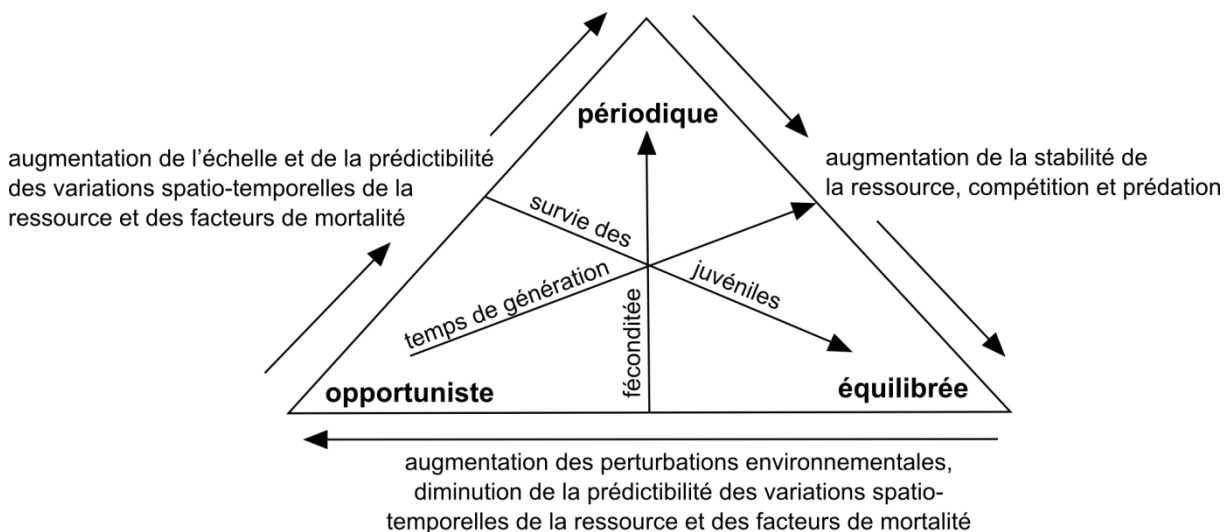 périodique
augmentation de l'échelle et de la prédictibilité
des variations spatio-temporelles de la
ressource et des facteurs de mortalité
augmentation de la stabilité de
la ressource, compétition et prédation
survie des
juvéniles
temps de génération
féconditée
opportuniste
équilibrée
augmentation des perturbations environnementales,
diminution de la prédictibilité des variations spatio-
temporelles de la ressource et des facteurs de mortalité